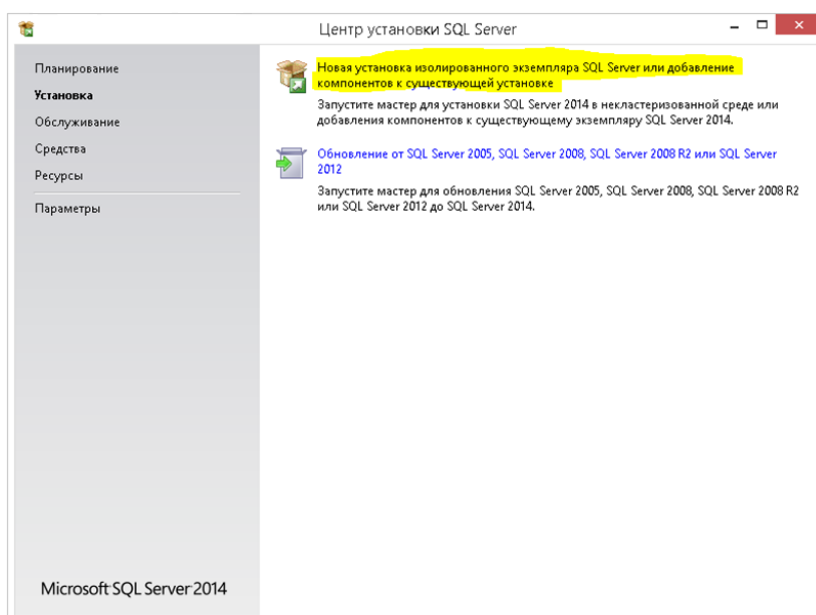 Центр установки SQL Server
Планирование
Установка
Обслуживание
Средства
Ресурсы
Параметры
Новая установка изолированного экземпляра SQL Server или добавление
компонентов к существующей установке
Запустите мастер для установки SQL Server 2014 в некластеризованной среде или
добавления компонентов к существующему экземпляру SQL Server 2014.
Обновление от SQL Server 2005, SQL Server 2008, SQL Server 2008 R2 или SQL Server
2012
Запустите мастер для обновления SQL Server 2005, SQL Server 2008, SQL Server 2008 R2
или SQL Server 2012 до SQL Server 2014.
Microsoft SQL Server 2014